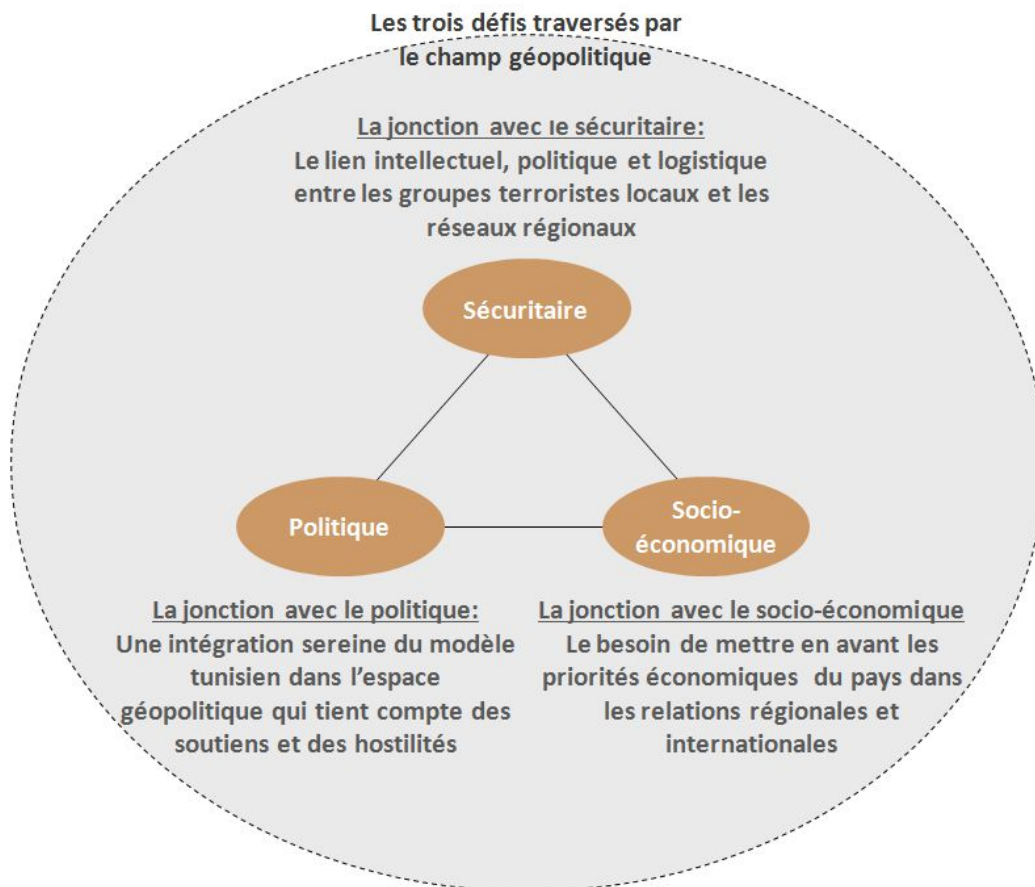 Les trois défis traversés par
le champ géopolitique
La jonction avec le sécuritaire:
Le lien intellectuel, politique et logistique
entre les groupes terroristes locaux et les
réseaux régionaux
Sécuritaire
Politique
Socio-
économique
La jonction avec le politique:
Une intégration sereine du modèle
tunisien dans l'espace
géopolitique qui tient compte des
soutiens et des hostilités
La jonction avec le socio-économique
Le besoin de mettre en avant les
priorités économiques du pays dans
les relations régionales et
internationales